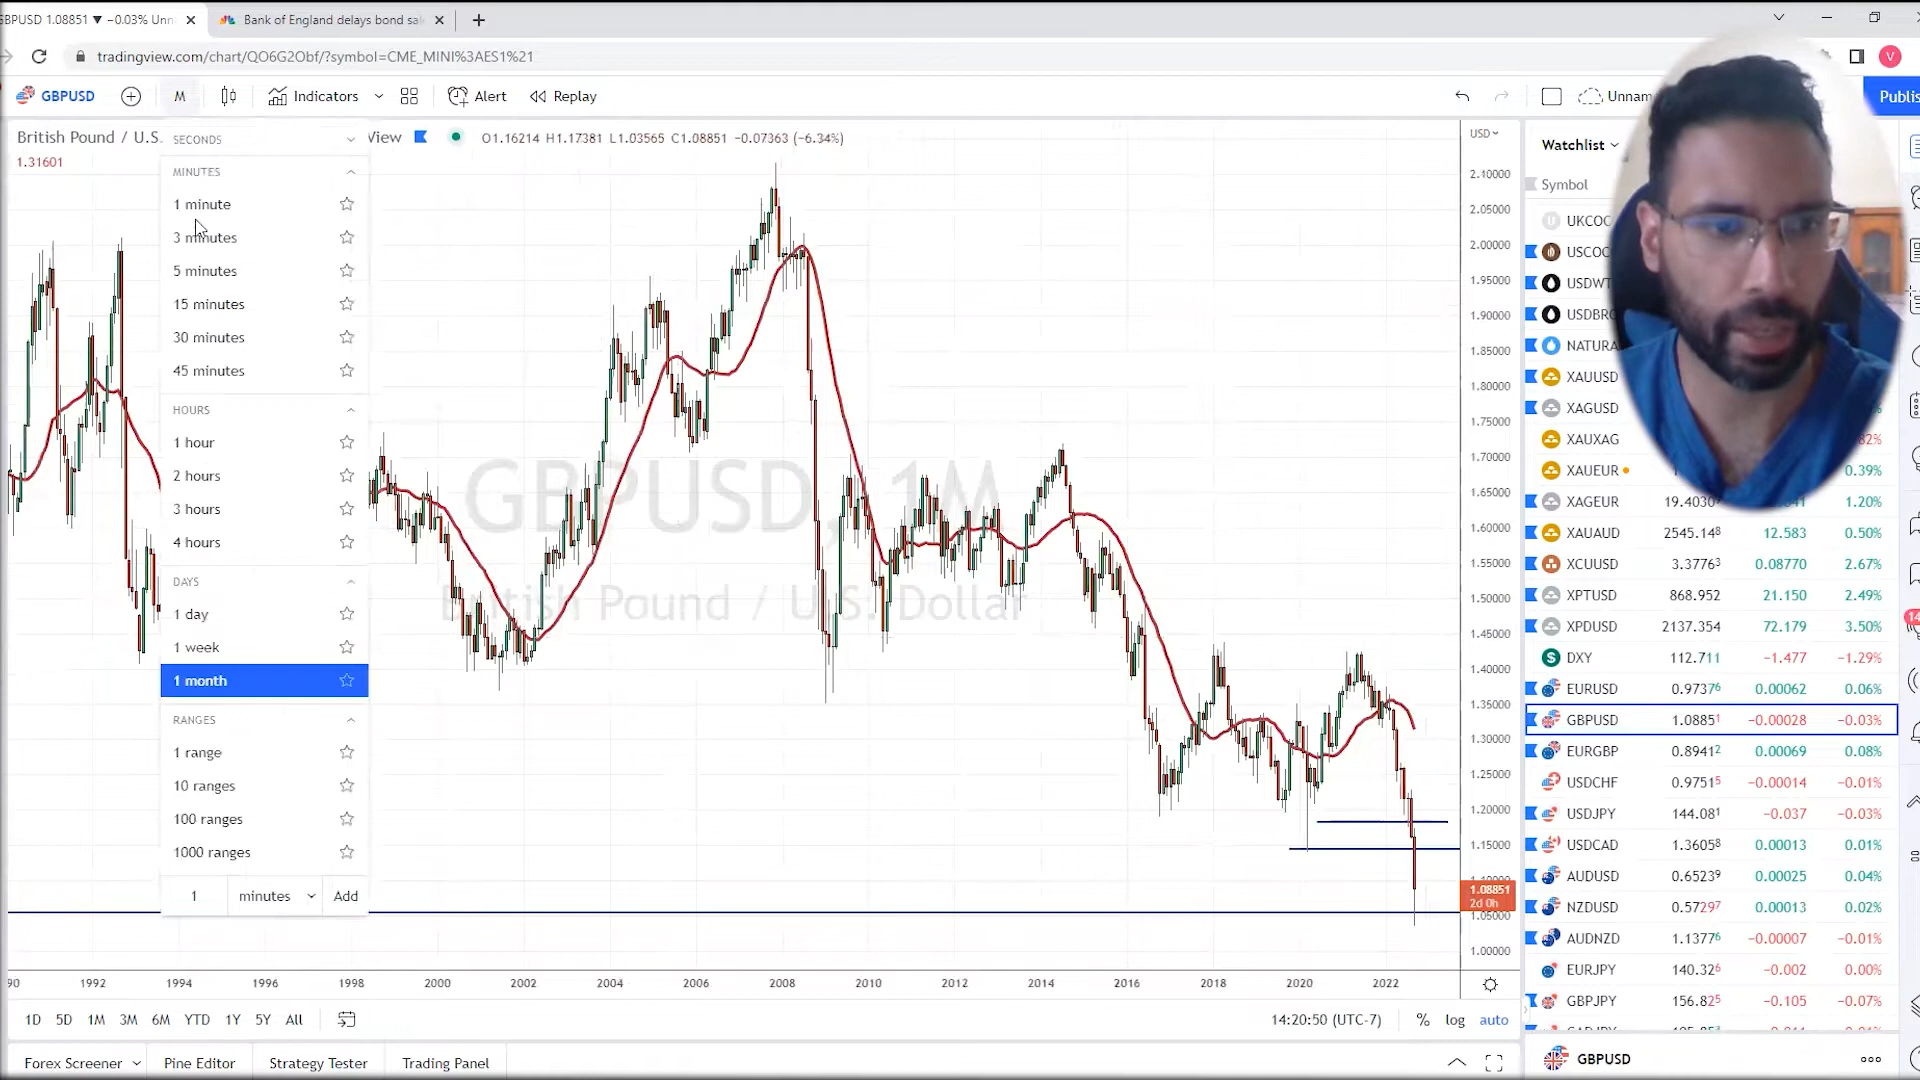 GBPUSD 1.08851 ▼ −0.03% Unn
Bank of England delays bond sal
tradingview.com/chart/QO6G2Obf/?symbol=CME_MINI%3AES1%21
V
GBPUSD
M
Indicators
Alert
Replay
Unnam
Publis
British Pound / U.S.
View
O1.16214 H1.17381 L1.03565 C1.08851 −0.07363 (−6.34%)
1.31601
SECONDS
MINUTES
1 minute
3 minutes
5 minutes
15 minutes
30 minutes
45 minutes
HOURS
1 hour
2 hours
3 hours
4 hours
DAYS
1 day
1 week
1 month
RANGES
1 range
10 ranges
100 ranges
1000 ranges
1 minutes Add
GBPUSD, 1M
British Pound / U.S. Dollar
USD
2.10000
2.05000
2.00000
1.95000
1.90000
1.85000
1.80000
1.75000
1.70000
1.65000
1.60000
1.55000
1.50000
1.45000
1.40000
1.35000
1.30000
1.25000
1.20000
1.15000
1.10000
1.08851
2d 0h
1.05000
1.00000
90 1992 1994 1996 1998 2000 2002 2004 2006 2008 2010 2012 2014 2016 2018 2020 2022
1D 5D 1M 3M 6M YTD 1Y 5Y All
14:20:50 (UTC-7) % log auto
Forex Screener Pine Editor Strategy Tester Trading Panel
Watchlist
Symbol
UKCOC
USCOC
USDWT
USDBRO
NATURA
XAUUSD
XAGUSD %
XAUXAG 82%
XAUEUR 0.39%
XAGEUR 19.4030 1.20%
XAUAUD 2545.148 12.583 0.50%
XCUUSD 3.37763 0.08770 2.67%
XPTUSD 868.952 21.150 2.49%
XPDUSD 2137.354 72.179 3.50%
DXY 112.711 −1.477 −1.29%
EURUSD 0.97376 0.00062 0.06%
GBPUSD 1.08851 −0.00028 −0.03%
EURGBP 0.89412 0.00069 0.08%
USDCHF 0.97515 −0.00014 −0.01%
USDJPY 144.081 −0.037 −0.03%
USDCAD 1.36058 0.00013 0.01%
AUDUSD 0.65239 0.00025 0.04%
NZDUSD 0.57297 0.00013 0.02%
AUDNZD 1.13776 −0.00007 −0.01%
EURJPY 140.326 −0.002 0.00%
GBPJPY 156.825 −0.105 −0.07%
GBPUSD
14